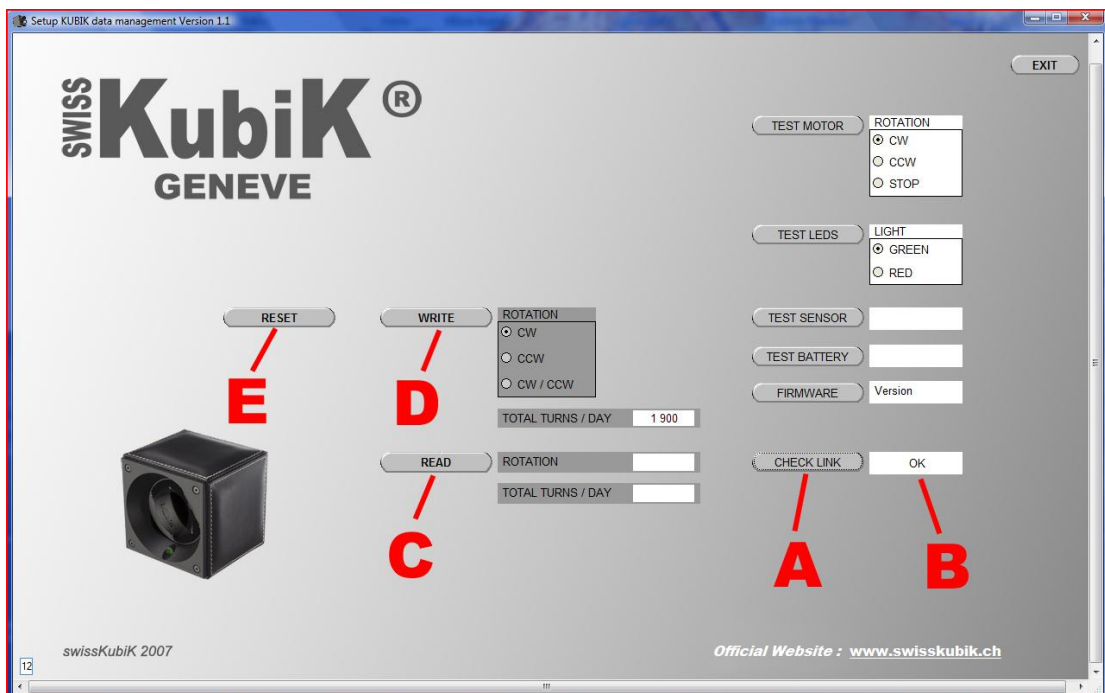 Setup KUBIK data management Version 1.1
EXIT
SWISS
KubiK ®
GENEVE
TEST MOTOR
ROTATION
CW
CCW
STOP
TEST LEDS
LIGHT
GREEN
RED
RESET
WRITE
ROTATION
CW
CCW
CW / CCW
TOTAL TURNS / DAY 1 900
TEST SENSOR
TEST BATTERY
FIRMWARE Version
E
D
READ
ROTATION
TOTAL TURNS / DAY
CHECK LINK OK
C
A
B
swissKubiK 2007
Official Website : www.swisskubik.ch
12